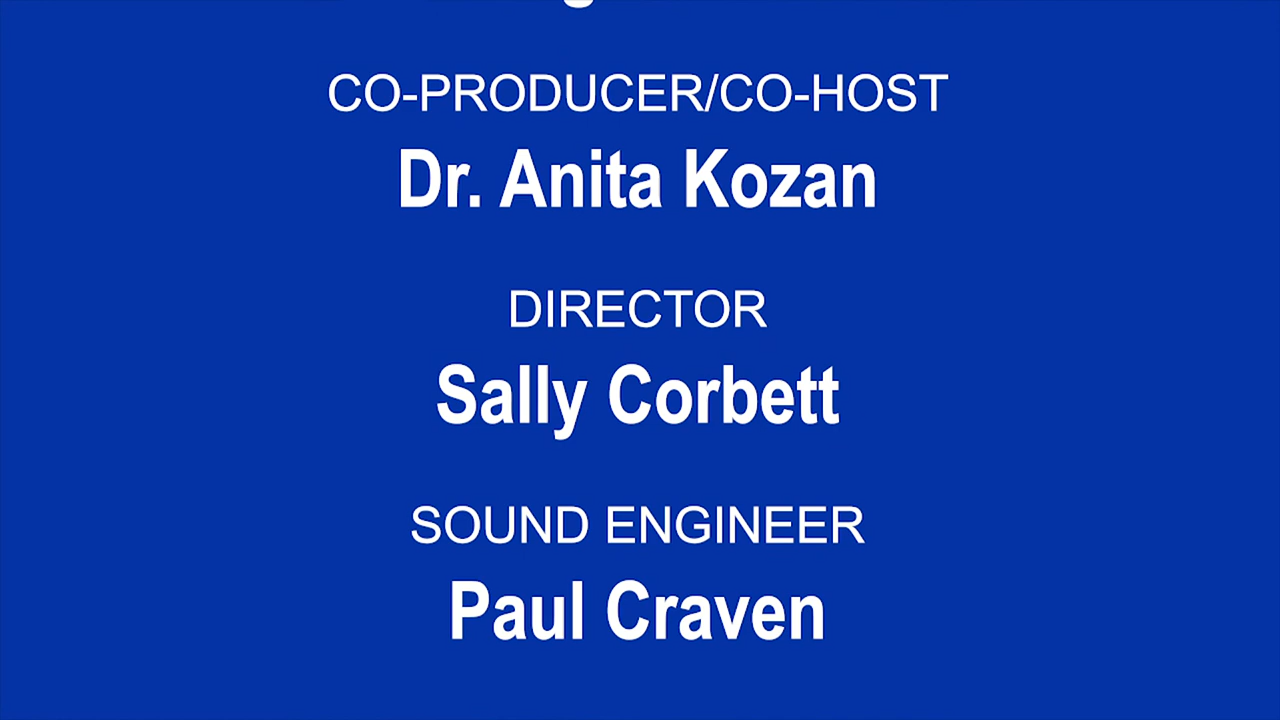 CO-PRODUCER/CO-HOST
Dr. Anita Kozan
DIRECTOR
Sally Corbett
SOUND ENGINEER
Paul Craven